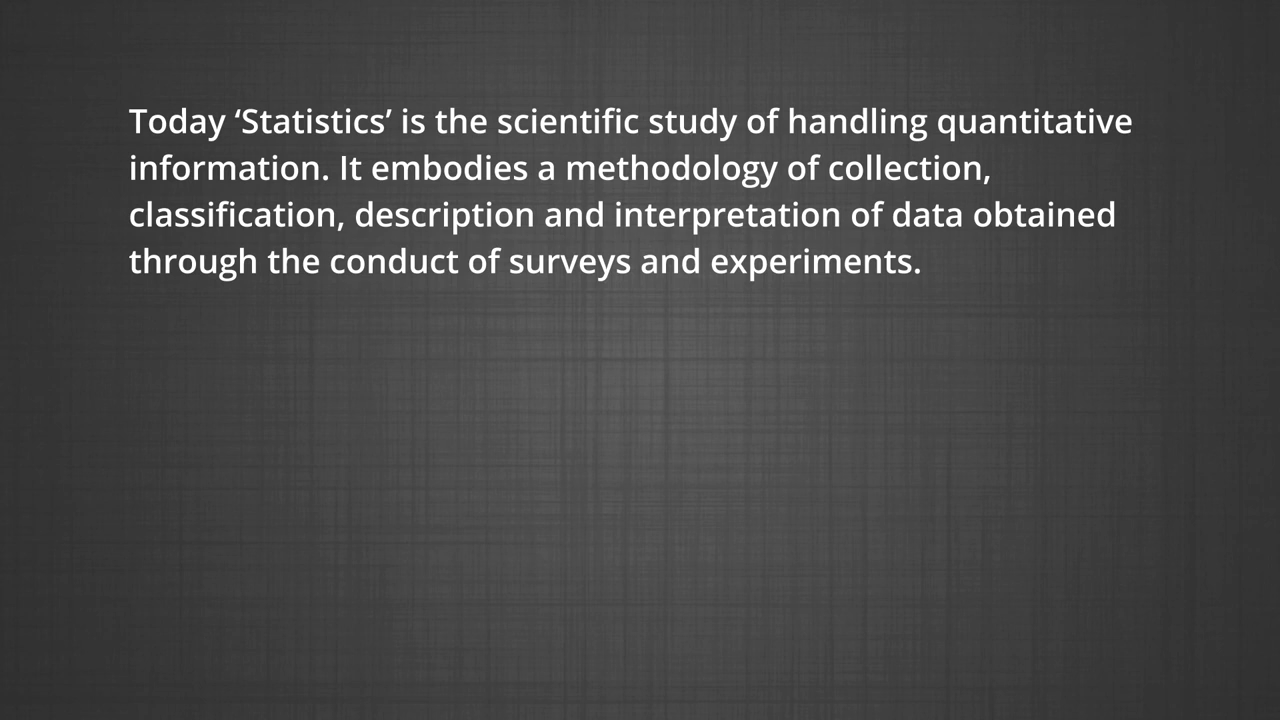 Today ‘Statistics’ is the scientific study of handling quantitative
information. It embodies a methodology of collection,
classification, description and interpretation of data obtained
through the conduct of surveys and experiments.